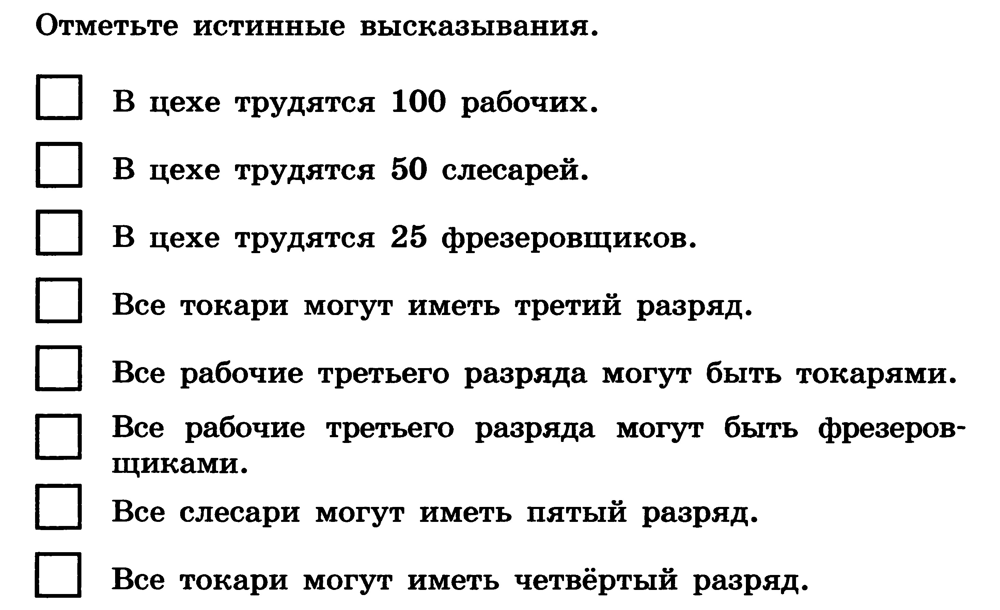 Отметьте истинные высказывания.
В цехе трудятся 100 рабочих.
В цехе трудятся 50 слесарей.
В цехе трудятся 25 фрезеровщиков.
Все токари могут иметь третий разряд.
Все рабочие третьего разряда могут быть токарями.
Все рабочие третьего разряда могут быть фрезеров-
щиками.
Все слесари могут иметь пятый разряд.
Все токари могут иметь четвёртый разряд.